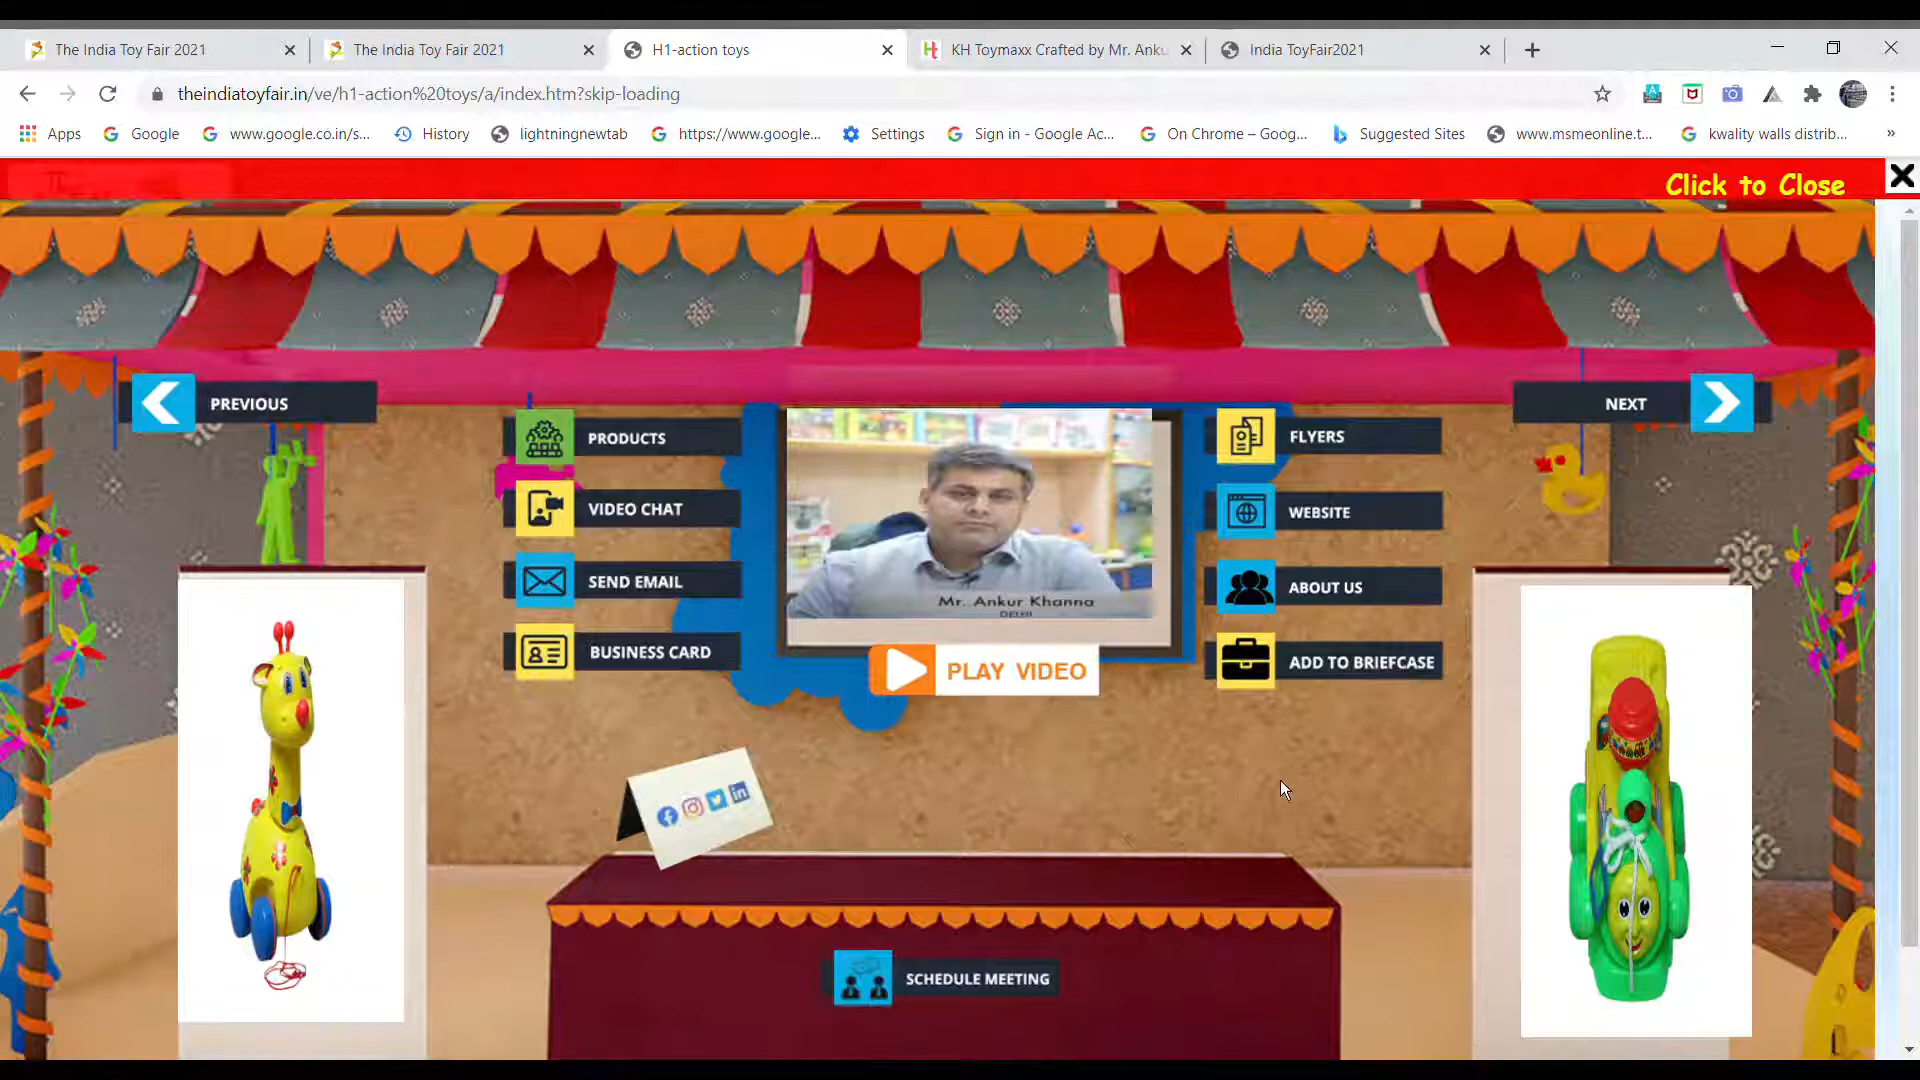 The India Toy Fair 2021
The India Toy Fair 2021
H1-action toys
KH Toymaxx Crafted by Mr. Anku
India ToyFair2021
theindiatoyfair.in/ve/h1-action%20toys/a/index.htm?skip-loading
Apps
Google
www.google.co.in/s...
History
lightningnewtab
https://www.google...
Settings
Sign in - Google Ac...
On Chrome – Goog...
Suggested Sites
www.msmeonline.t...
kwality walls distrib...
»
Click to Close
PREVIOUS
NEXT
PRODUCTS
VIDEO CHAT
SEND EMAIL
BUSINESS CARD
Mr. Ankur Khanna
DELHI
PLAY VIDEO
FLYERS
WEBSITE
ABOUT US
ADD TO BRIEFCASE
SCHEDULE MEETING